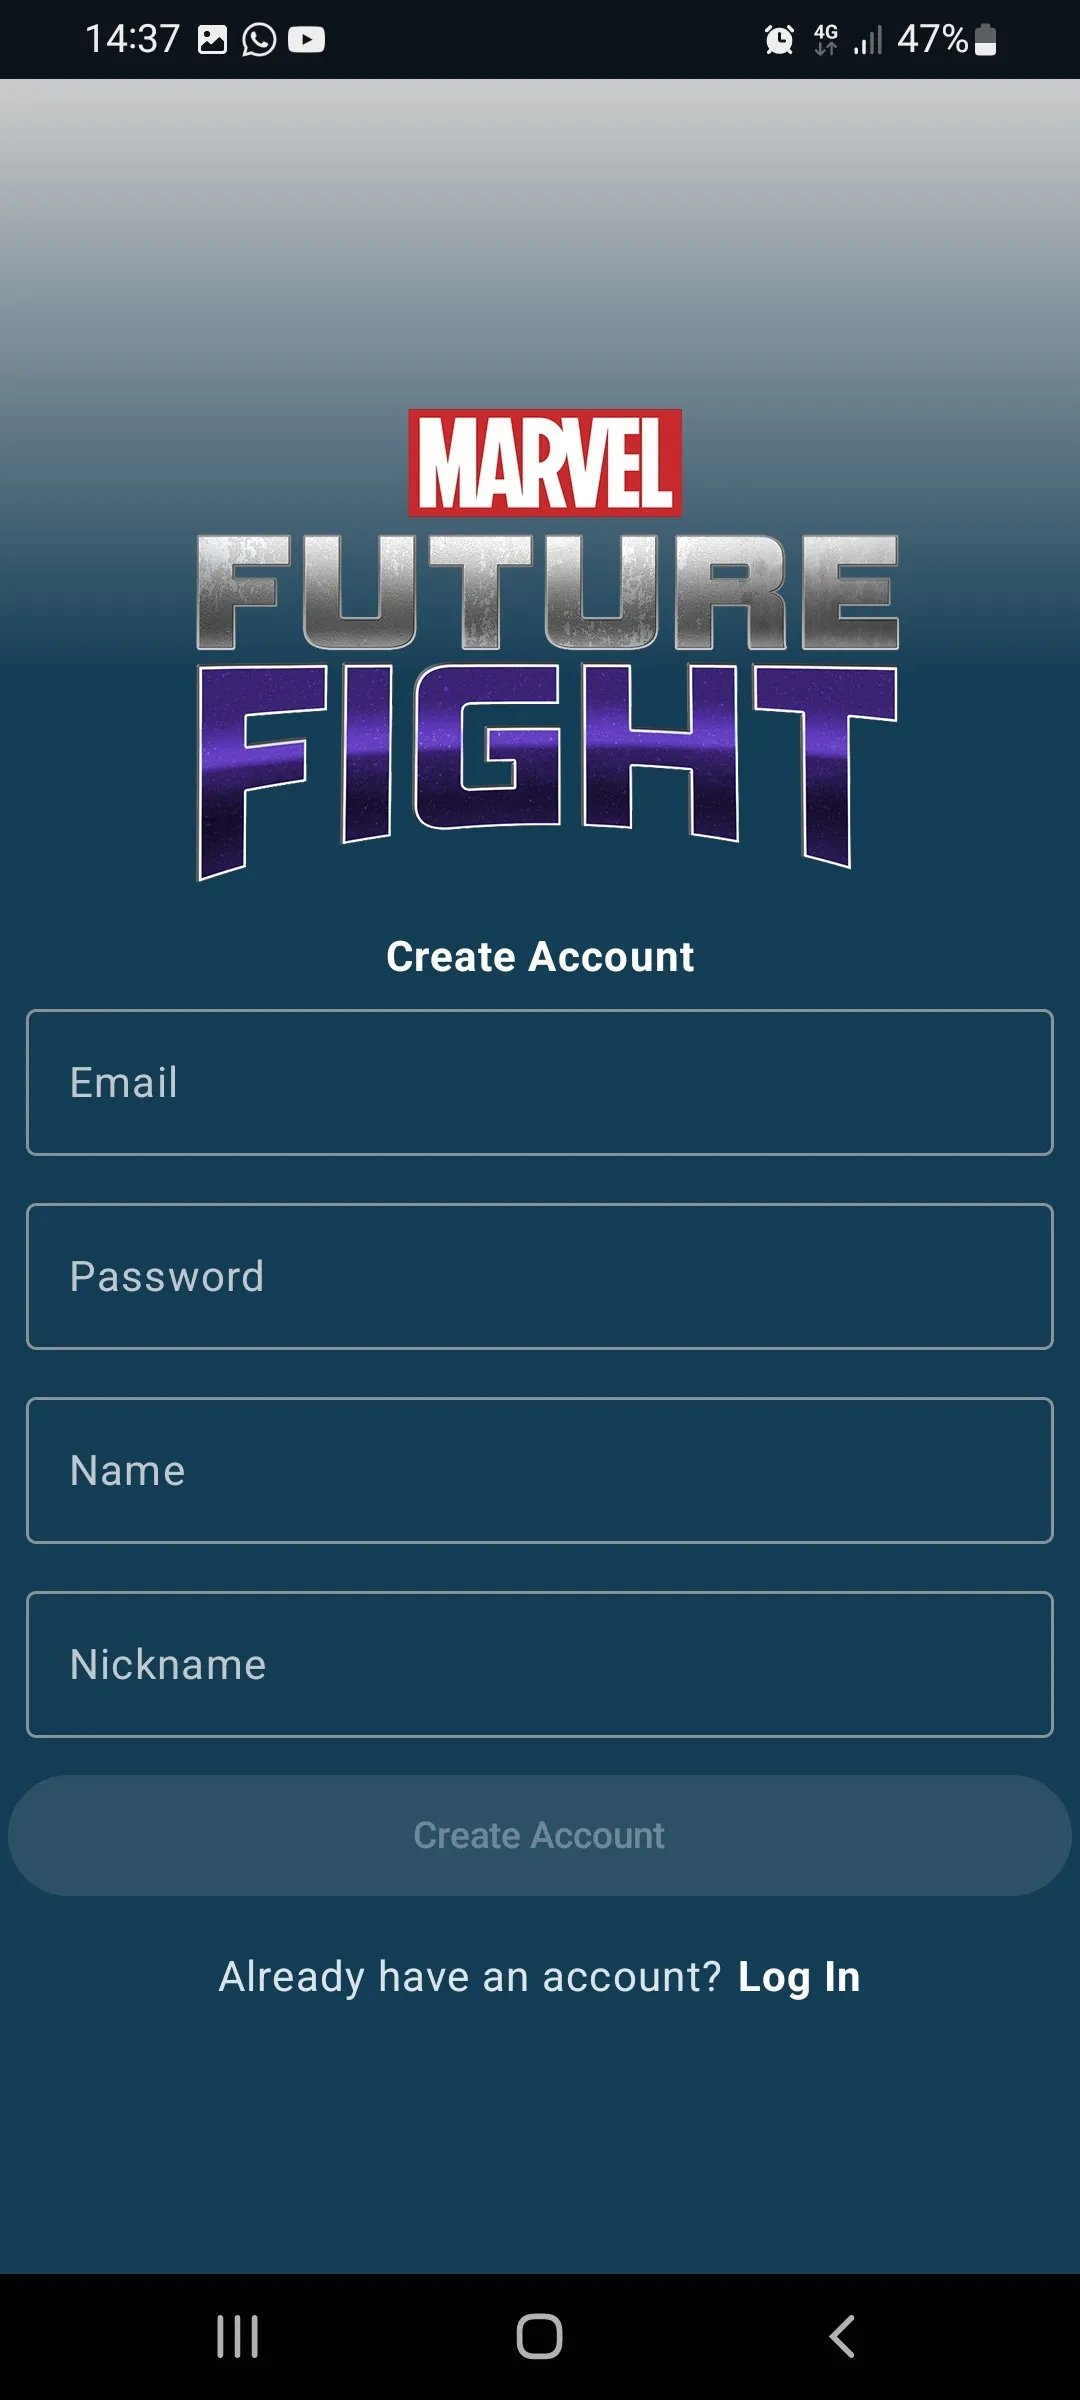 14:37 4G 47%
MARVEL
FUTURE
FIGHT
Create Account
Email
Password
Name
Nickname
Create Account
Already have an account? Log In